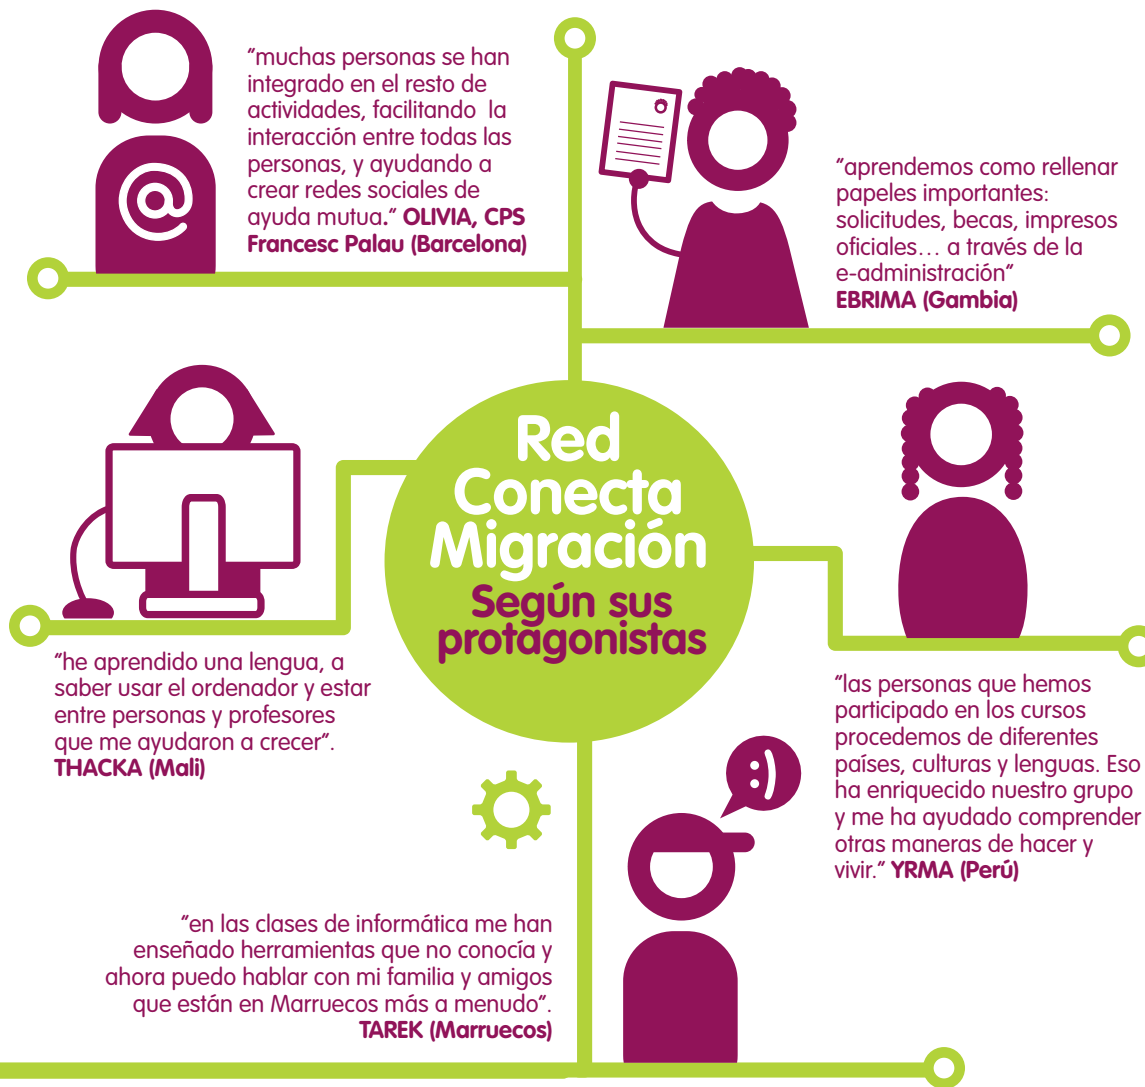 "muchas personas se han
integrado en el resto de
actividades, facilitando la
interacción entre todas las
personas, y ayudando a
crear redes sociales de
ayuda mutua." OLIVIA, CPS
Francesc Palau (Barcelona)
@
"aprendemos como rellenar
papeles importantes:
solicitudes, becas, impresos
oficiales... a través de la
e-administración"
EBRIMA (Gambia)
Red
Conecta
Migración
Según sus
protagonistas
"he aprendido una lengua, a
saber usar el ordenador y estar
entre personas y profesores
que me ayudaron a crecer".
THACKA (Mali)
"las personas que hemos
participado en los cursos
procedemos de diferentes
países, culturas y lenguas. Eso
ha enriquecido nuestro grupo
y me ha ayudado comprender
otras maneras de hacer y
vivir." YRMA (Perú)
:)
"en las clases de informática me han
enseñado herramientas que no conocía y
ahora puedo hablar con mi familia y amigos
que están en Marruecos más a menudo".
TAREK (Marruecos)